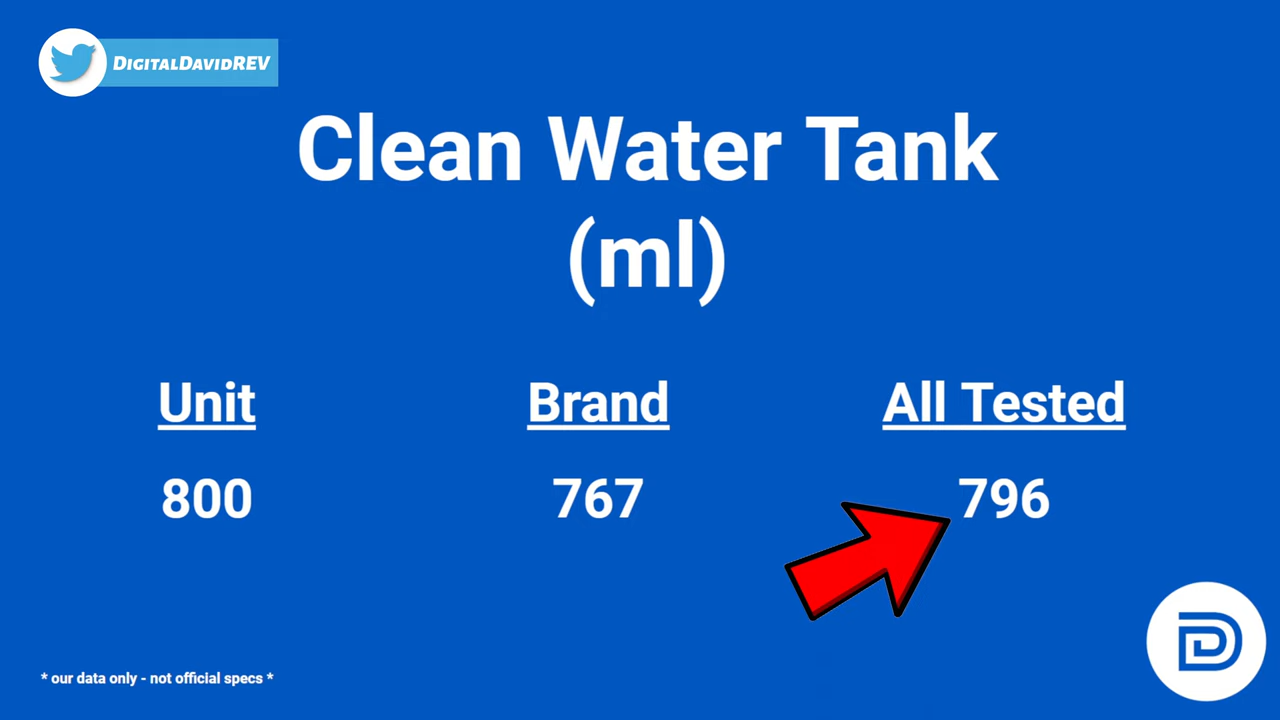 DigitalDavidREV
Clean Water Tank
(ml)
Unit Brand All Tested
800 767 796
* our data only - not official specs *